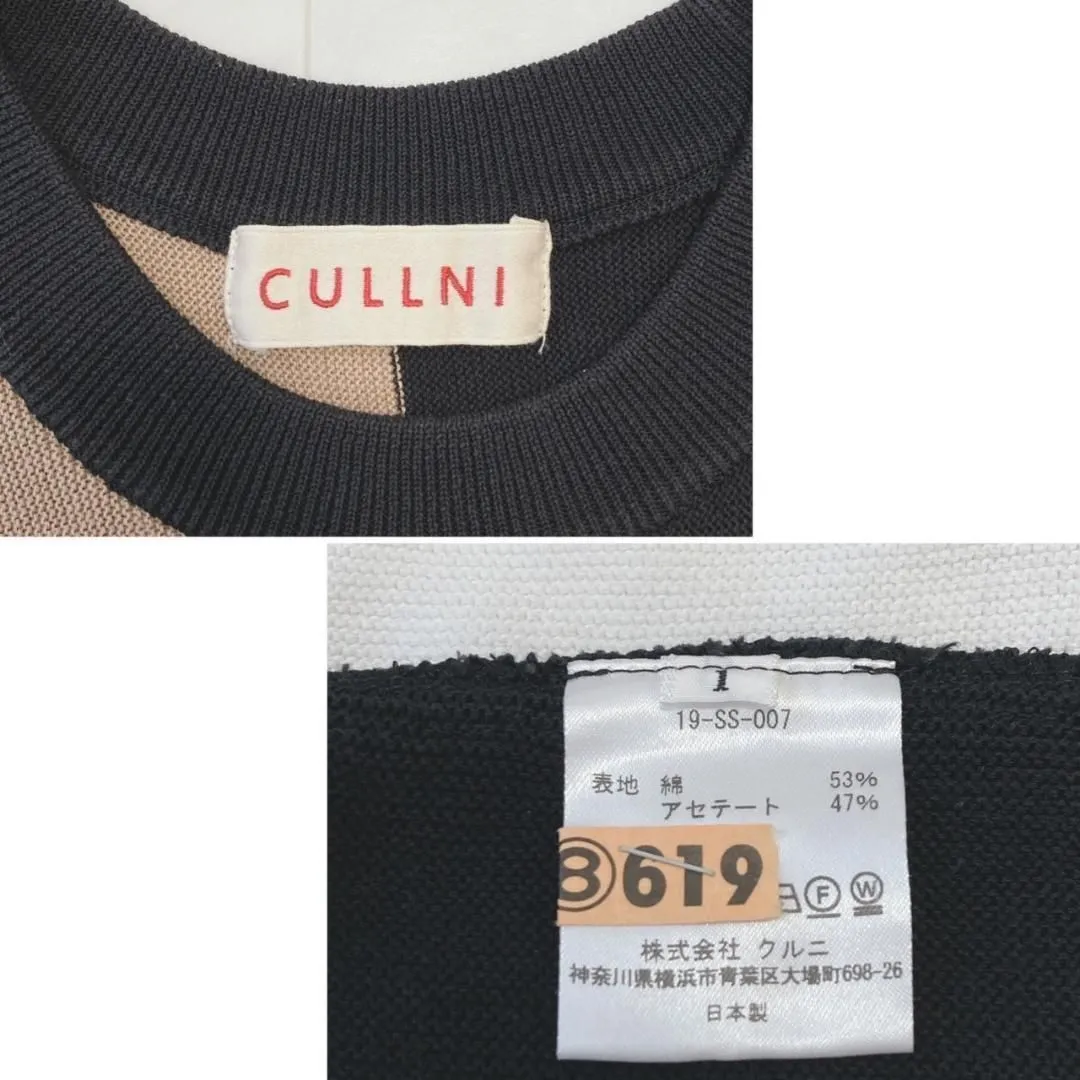 CULLNI
1
19-SS-007
表地 綿 53%
アセテート 47%
⑧619
F W
株式会社 クルニ
神奈川県横浜市青葉区大場町698-26
日本製